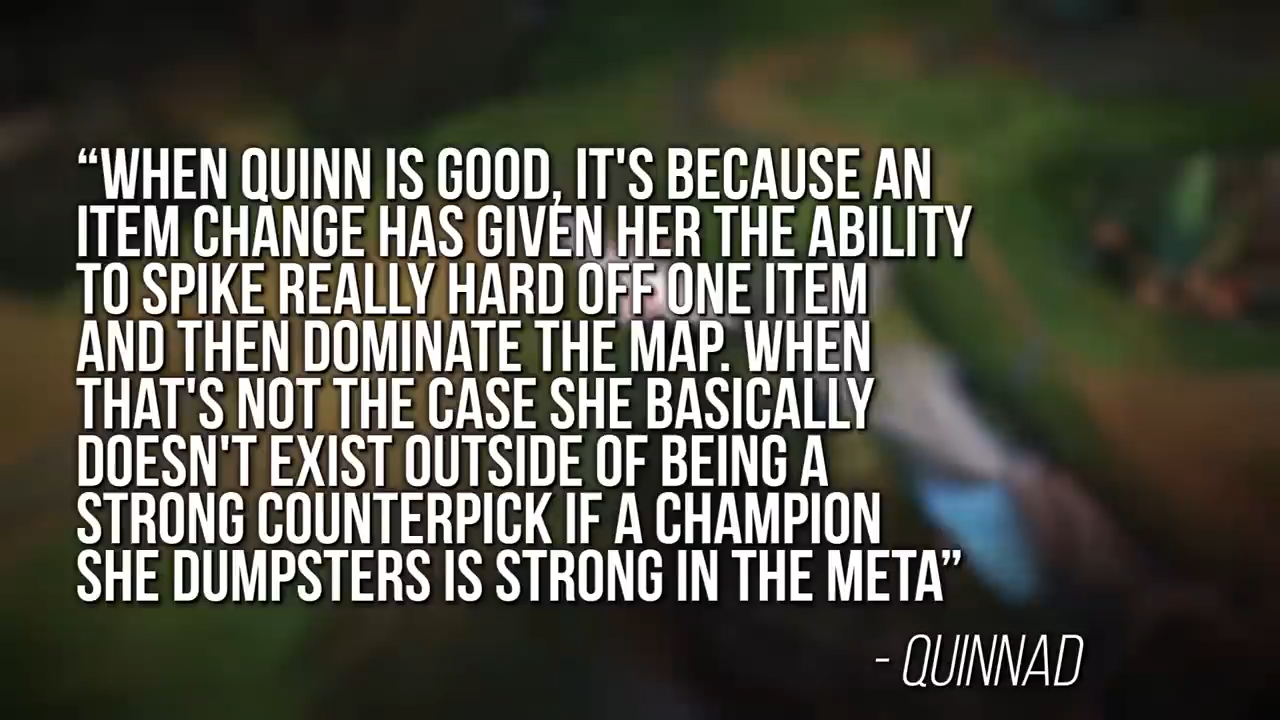 “WHEN QUINN IS GOOD, IT'S BECAUSE AN
ITEM CHANGE HAS GIVEN HER THE ABILITY
TO SPIKE REALLY HARD OFF ONE ITEM
AND THEN DOMINATE THE MAP. WHEN
THAT'S NOT THE CASE SHE BASICALLY
DOESN'T EXIST OUTSIDE OF BEING A
STRONG COUNTERPICK IF A CHAMPION
SHE DUMPSTERS IS STRONG IN THE META”
- QUINNAD